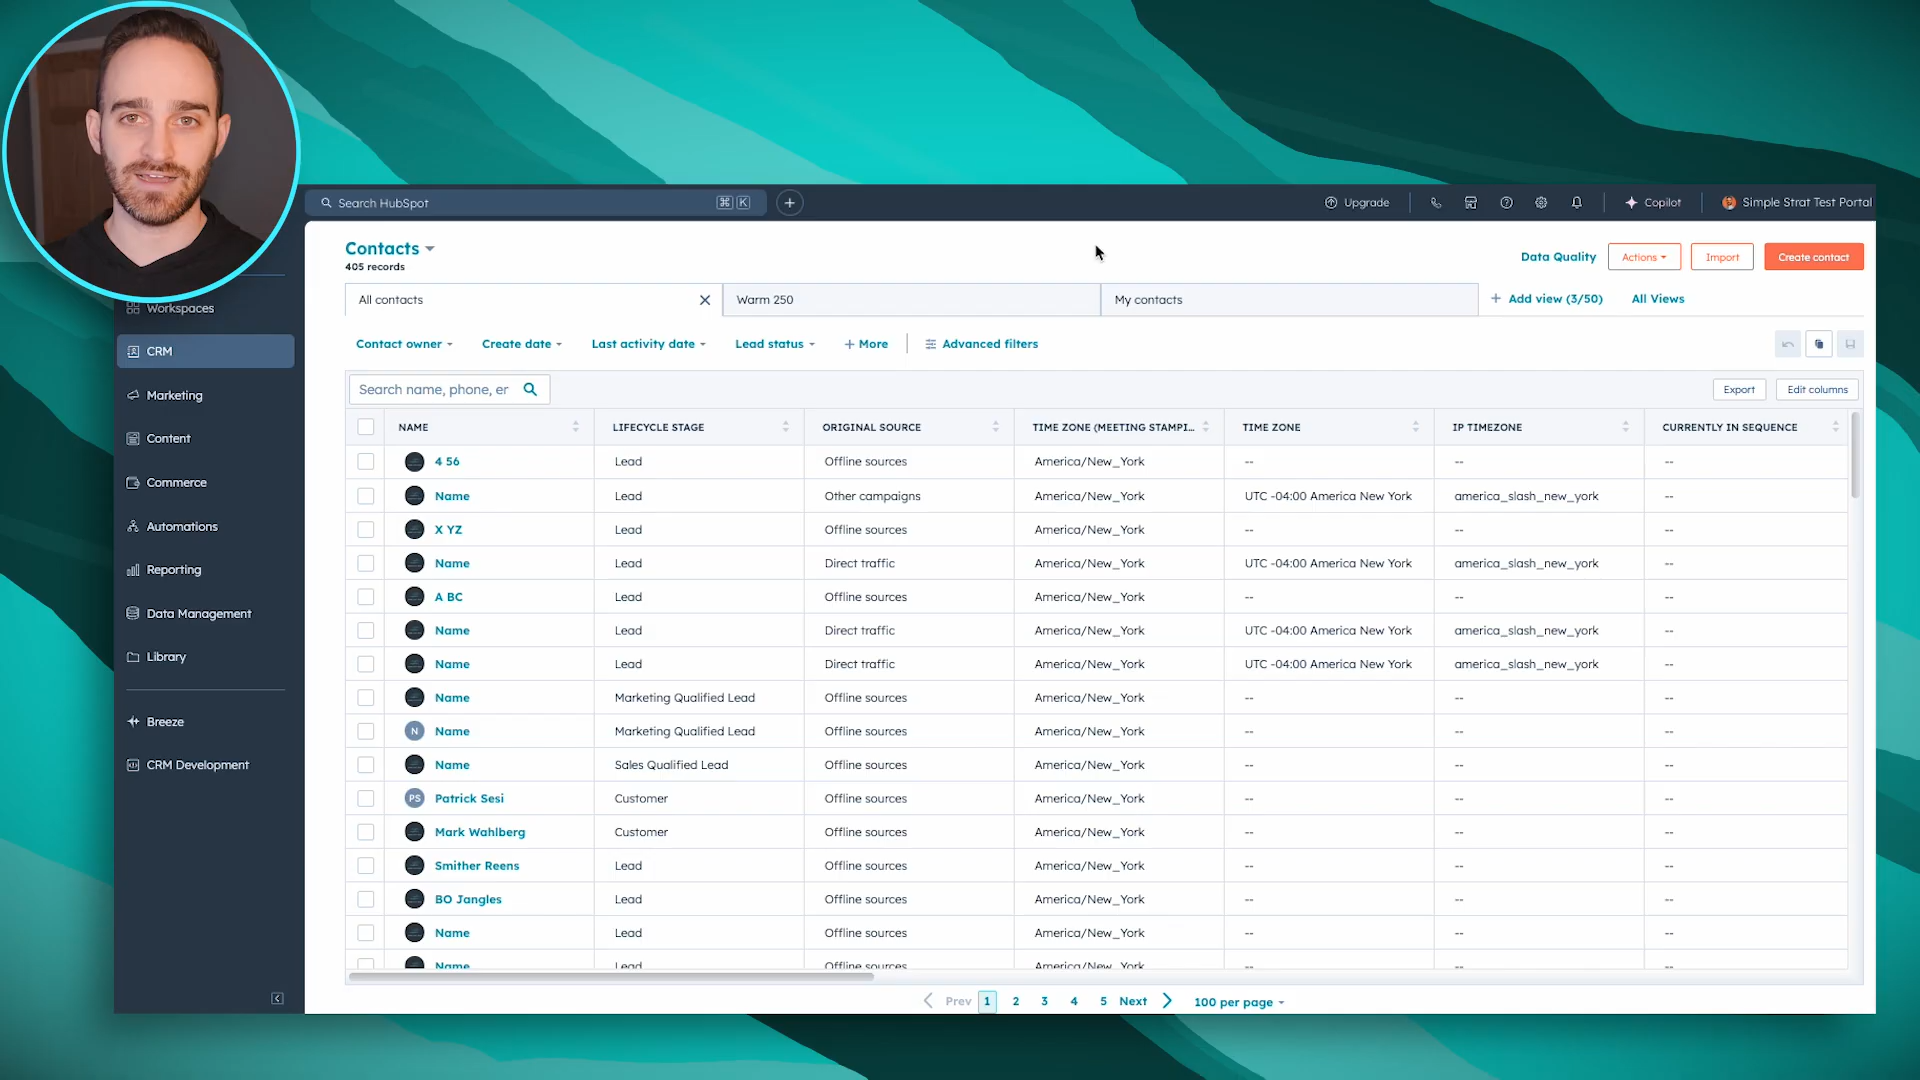 Search HubSpot ⌘ K
Upgrade
Copilot
Simple Strat Test Portal
Contacts
405 records
Data Quality
Actions
Import
Create contact
All contacts
Warm 250
My contacts
+ Add view (3/50)
All Views
Contact owner
Create date
Last activity date
Lead status
+ More
Advanced filters
Search name, phone, er
Export
Edit columns
Workspaces
CRM
Marketing
Content
Commerce
Automations
Reporting
Data Management
Library
Breeze
CRM Development
NAME LIFECYCLE STAGE ORIGINAL SOURCE TIME ZONE (MEETING STAMPI... TIME ZONE IP TIMEZONE CURRENTLY IN SEQUENCE
4 56 Lead Offline sources America/New_York -- -- --
Name Lead Other campaigns America/New_York UTC -04:00 America New York america_slash_new_york --
X YZ Lead Offline sources America/New_York -- -- --
Name Lead Direct traffic America/New_York UTC -04:00 America New York america_slash_new_york --
A BC Lead Offline sources America/New_York -- -- --
Name Lead Direct traffic America/New_York UTC -04:00 America New York america_slash_new_york --
Name Lead Direct traffic America/New_York UTC -04:00 America New York america_slash_new_york --
Name Marketing Qualified Lead Offline sources America/New_York -- -- --
N Name Marketing Qualified Lead Offline sources America/New_York -- -- --
Name Sales Qualified Lead Offline sources America/New_York -- -- --
PS Patrick Sesi Customer Offline sources America/New_York -- -- --
Mark Wahlberg Customer Offline sources America/New_York -- -- --
Smither Reens Lead Offline sources America/New_York -- -- --
BO Jangles Lead Offline sources America/New_York -- -- --
Name Lead Offline sources America/New_York -- -- --
Name Lead Offline sources America/New_York -- -- --
Prev 1 2 3 4 5 Next 100 per page